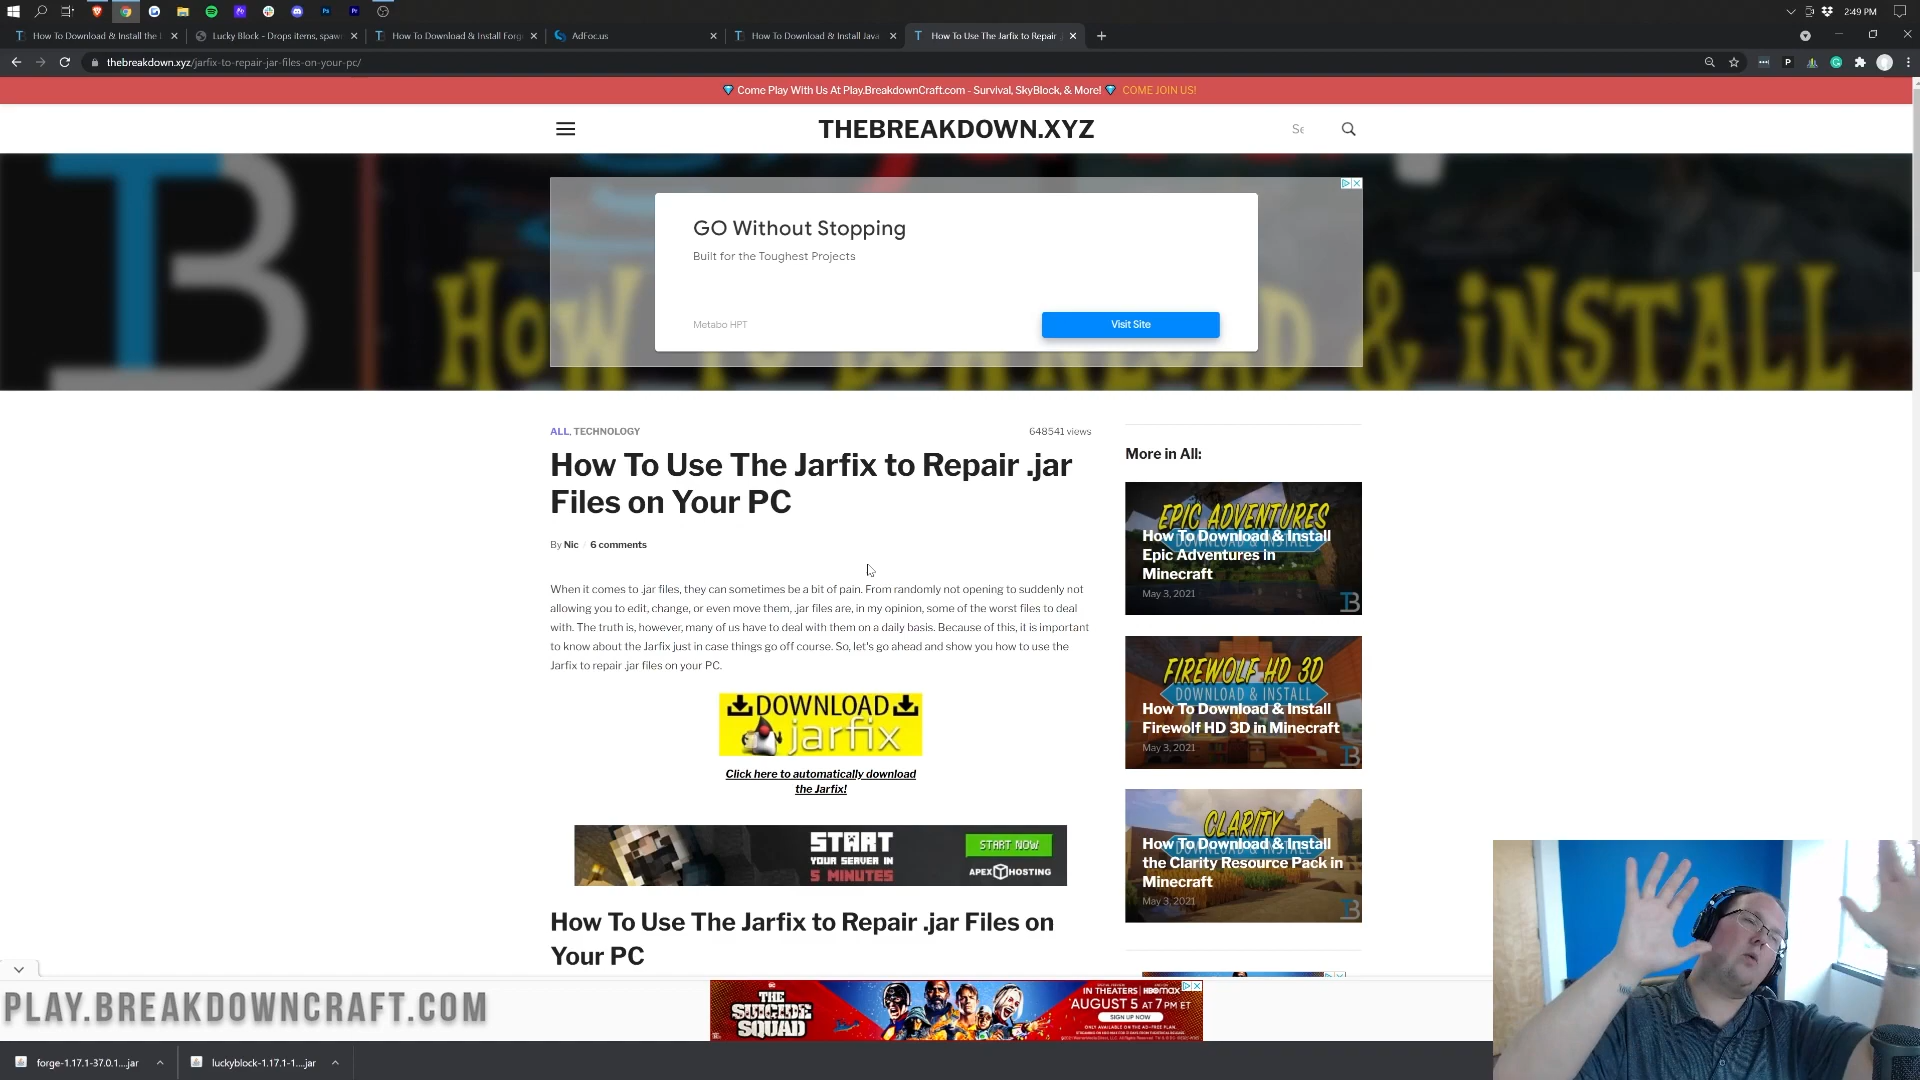 2:49 PM
How To Download & Install the
Lucky Block - Drops items, spaw
How To Download & Install Forg
AdFoc.us
How To Download & Install Java
How To Use The Jarfix to Repair
thebreakdown.xyz/jarfix-to-repair-jar-files-on-your-pc/
Come Play With Us At Play.BreakdownCraft.com - Survival, SkyBlock, & More! COME JOIN US!
THEBREAKDOWN.XYZ
Se
GO Without Stopping
Built for the Toughest Projects
Metabo HPT
Visit Site
ALL, TECHNOLOGY
648541 views
How To Use The Jarfix to Repair .jar
Files on Your PC
By Nic / 6 comments
When it comes to .jar files, they can sometimes be a bit of pain. From randomly not opening to suddenly not
allowing you to edit, change, or even move them, .jar files are, in my opinion, some of the worst files to deal
with. The truth is, however, many of us have to deal with them on a daily basis. Because of this, it is important
to know about the Jarfix just in case things go off course. So, let's go ahead and show you how to use the
Jarfix to repair .jar files on your PC.
DOWNLOAD
jarfix
Click here to automatically download
the Jarfix!
START
YOUR SERVER IN
5 MINUTES
START NOW
APEX HOSTING
How To Use The Jarfix to Repair .jar Files on
Your PC
More in All:
EPIC ADVENTURES
DOWNLOAD & INSTALL
How To Download & Install
Epic Adventures in
Minecraft
May 3, 2021
FIREWOLF HD 3D
DOWNLOAD & INSTALL
How To Download & Install
Firewolf HD 3D in Minecraft
May 3, 2021
CLARITY
How To Download & Install
the Clarity Resource Pack in
Minecraft
May 3, 2021
THE
SUICIDE
SQUAD
IN THEATERS | HBOmax
AUGUST 5 AT 7 PM ET
SIGN UP NOW
ONLY AVAILABLE ON THE AD-FREE PLAN.
PLAY.BREAKDOWNCRAFT.COM
forge-1.17.1-37.0.1....jar
luckyblock-1.17.1-1....jar